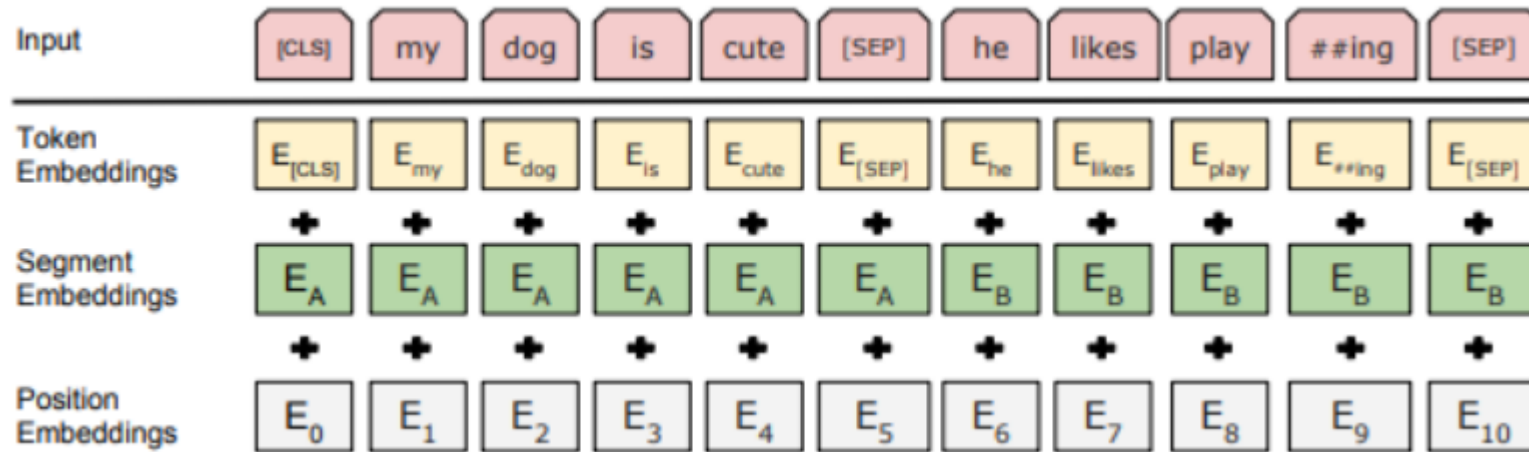 Input [CLS] my dog is cute [SEP] he likes play ##ing [SEP]
Token
Embeddings
E[CLS] Emy Edog Eis Ecute E[SEP] Ehe Elikes Eplay E##ing E[SEP]
+ + + + + + + + + + +
Segment
Embeddings
EA EA EA EA EA EA EB EB EB EB EB
+ + + + + + + + + + +
Position
Embeddings
E0 E1 E2 E3 E4 E5 E6 E7 E8 E9 E10